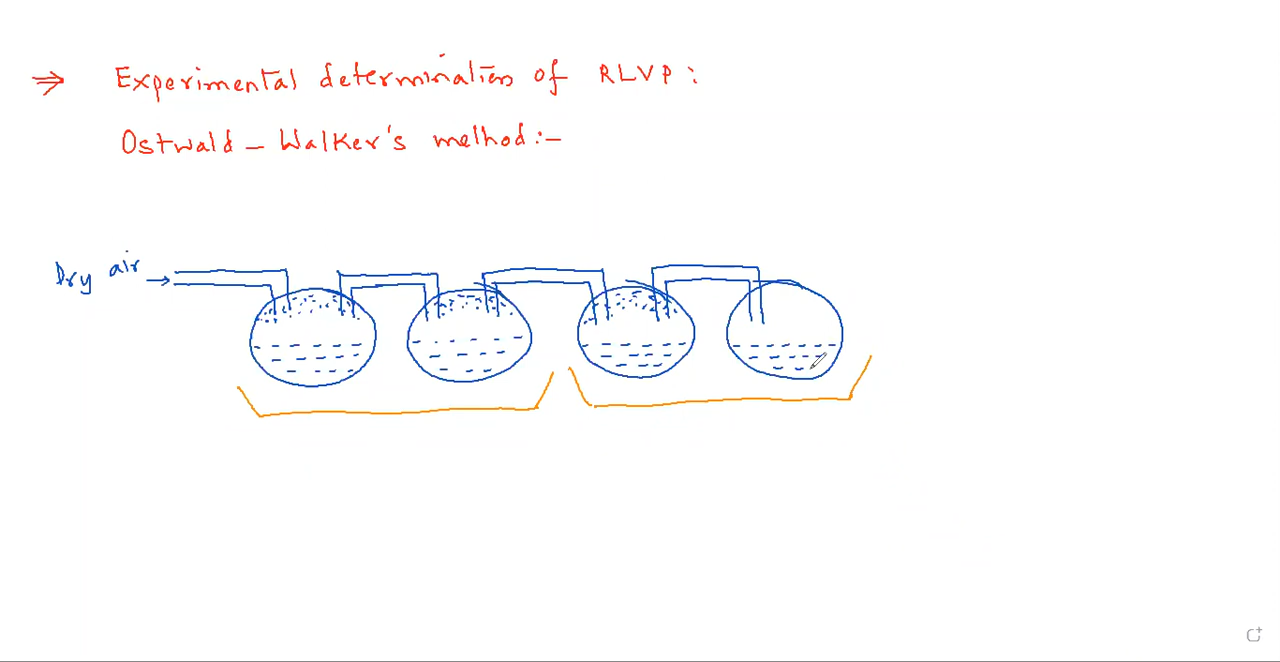 ⇒ Experimental determination of RLVP:
Ostwald - Walker's method:-
Dry air →